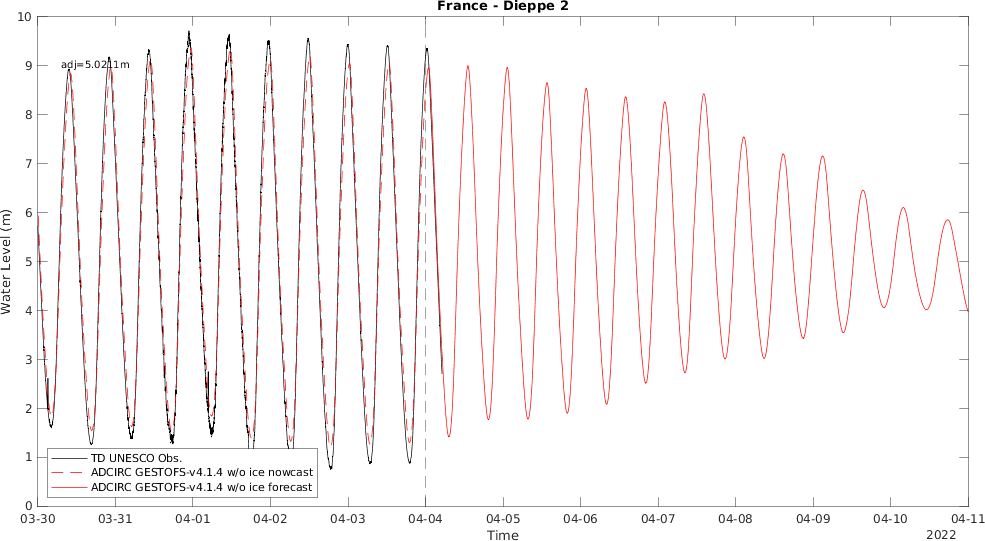 France - Dieppe 2
10
9
8
7
6
5
4
3
2
1
0
Water Level (m)
adj=5.0211m
TD UNESCO Obs.
ADCIRC GESTOFS-v4.1.4 w/o ice nowcast
ADCIRC GESTOFS-v4.1.4 w/o ice forecast
03-30 03-31 04-01 04-02 04-03 04-04 04-05 04-06 04-07 04-08 04-09 04-10 04-11
Time
2022